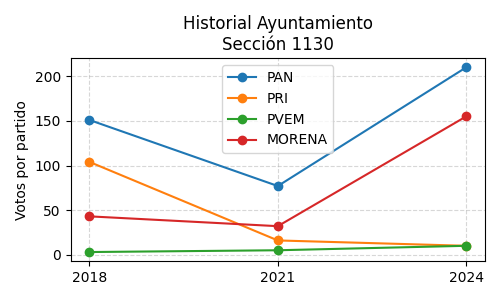 Historial Ayuntamiento
Sección 1130
Votos por partido
200
150
100
50
0
PAN
PRI
PVEM
MORENA
2018
2021
2024